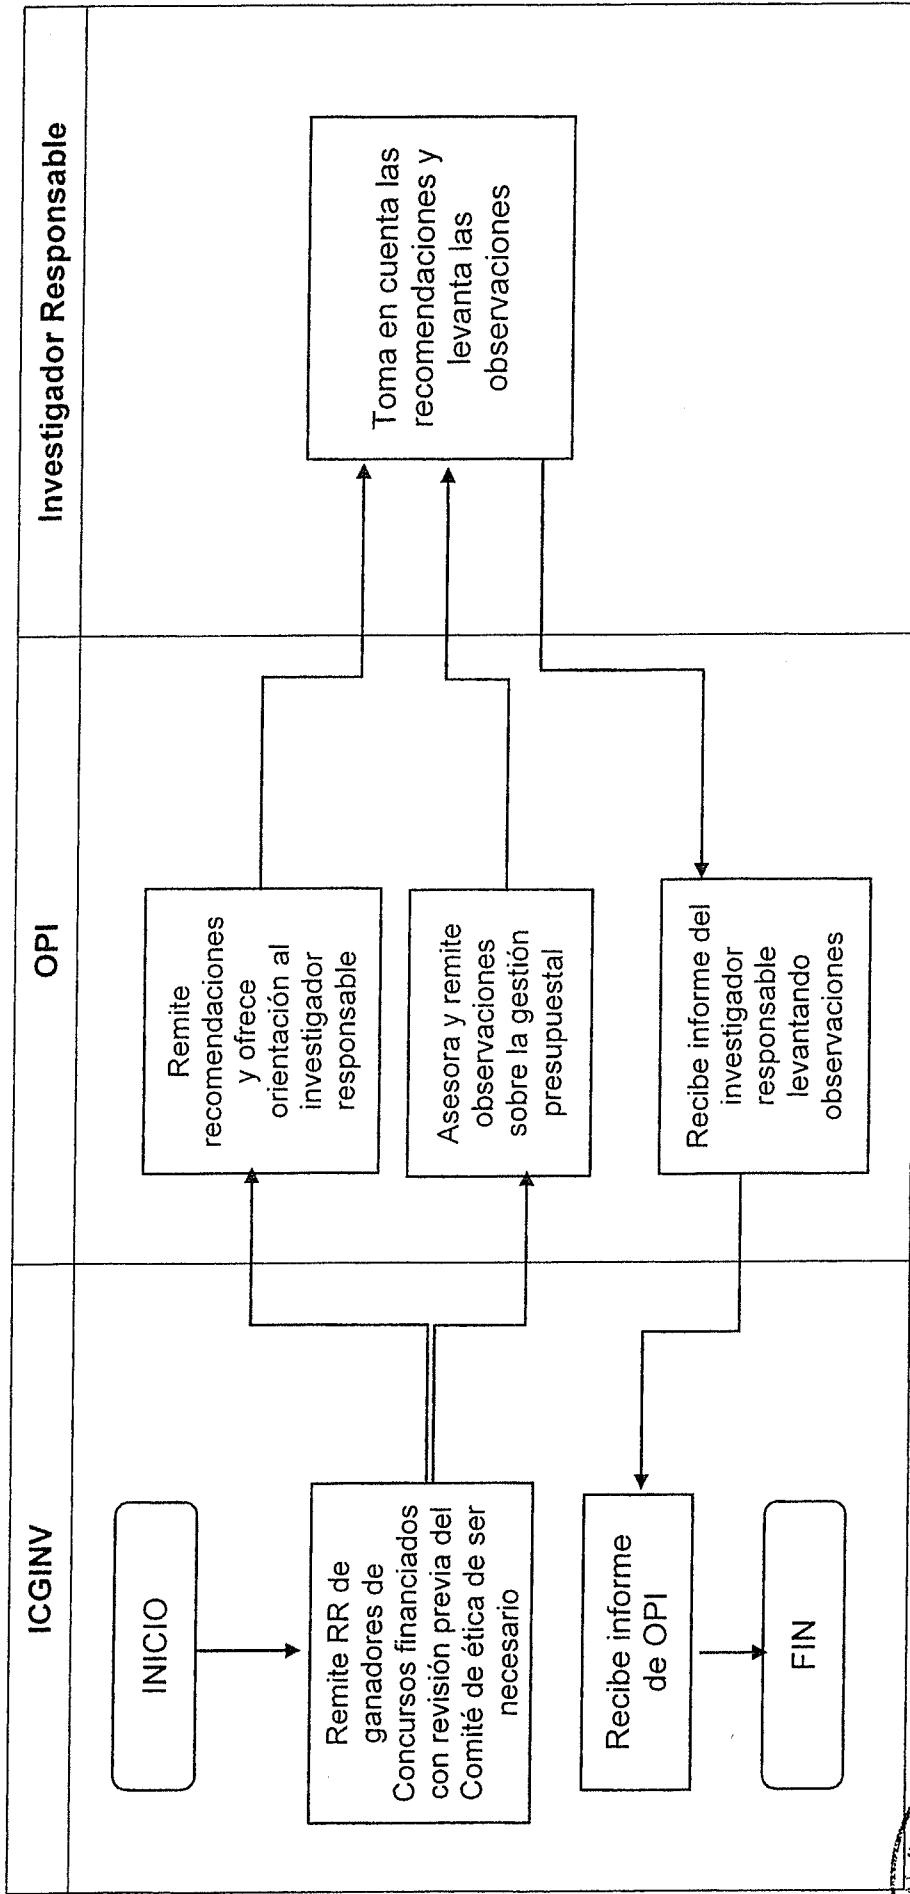 ICGINV
OPI
Investigador Responsable
INICIO
Remite RR de
ganadores de
Concursos financiados
con revisión previa del
Comité de ética de ser
necesario
Remite
recomendaciones
y ofrece
orientación al
investigador
responsable
Asesora y remite
observaciones
sobre la gestión
presupuestal
Toma en cuenta las
recomendaciones y
levanta las
observaciones
Recibe informe del
investigador
responsable
levantando
observaciones
Recibe informe
de OPI
FIN